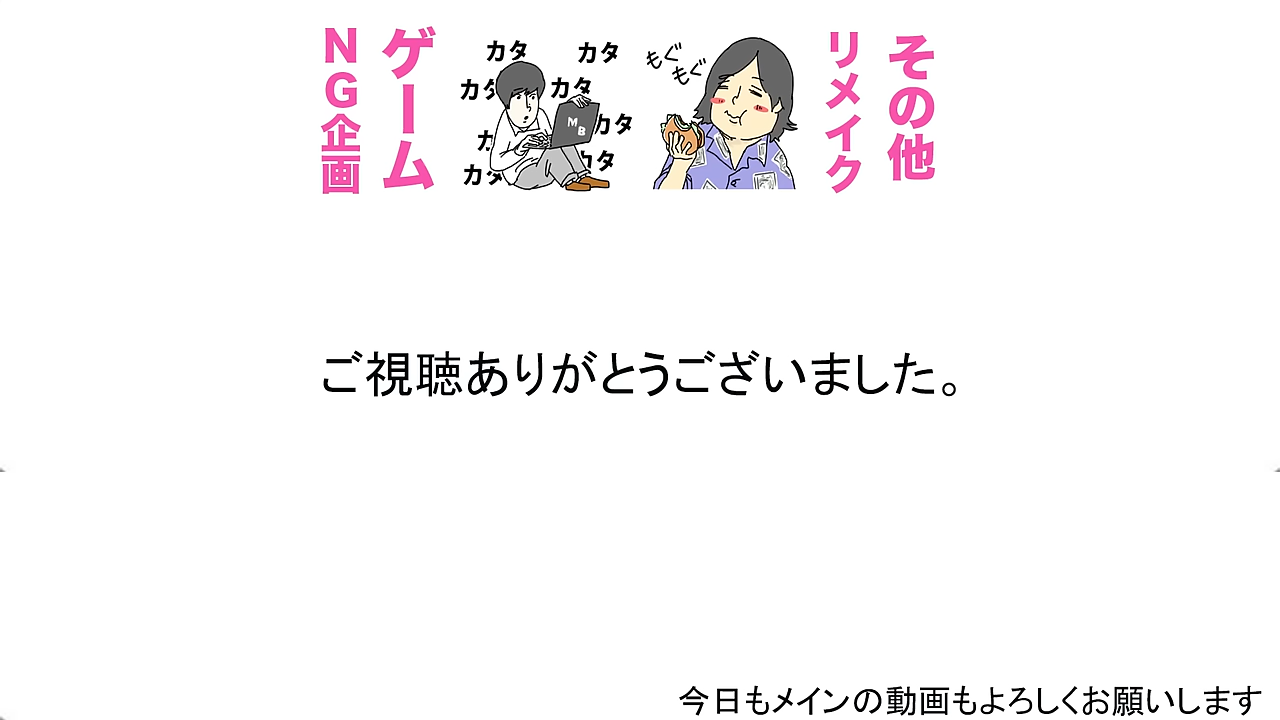 ゲーム
NG企画
カタ
カタ
カタ
カタ
カタ
カタ
カタ
MB
もぐ
もぐ
その他
リメイク
ご視聴ありがとうございました。
今日もメインの動画もよろしくお願いします